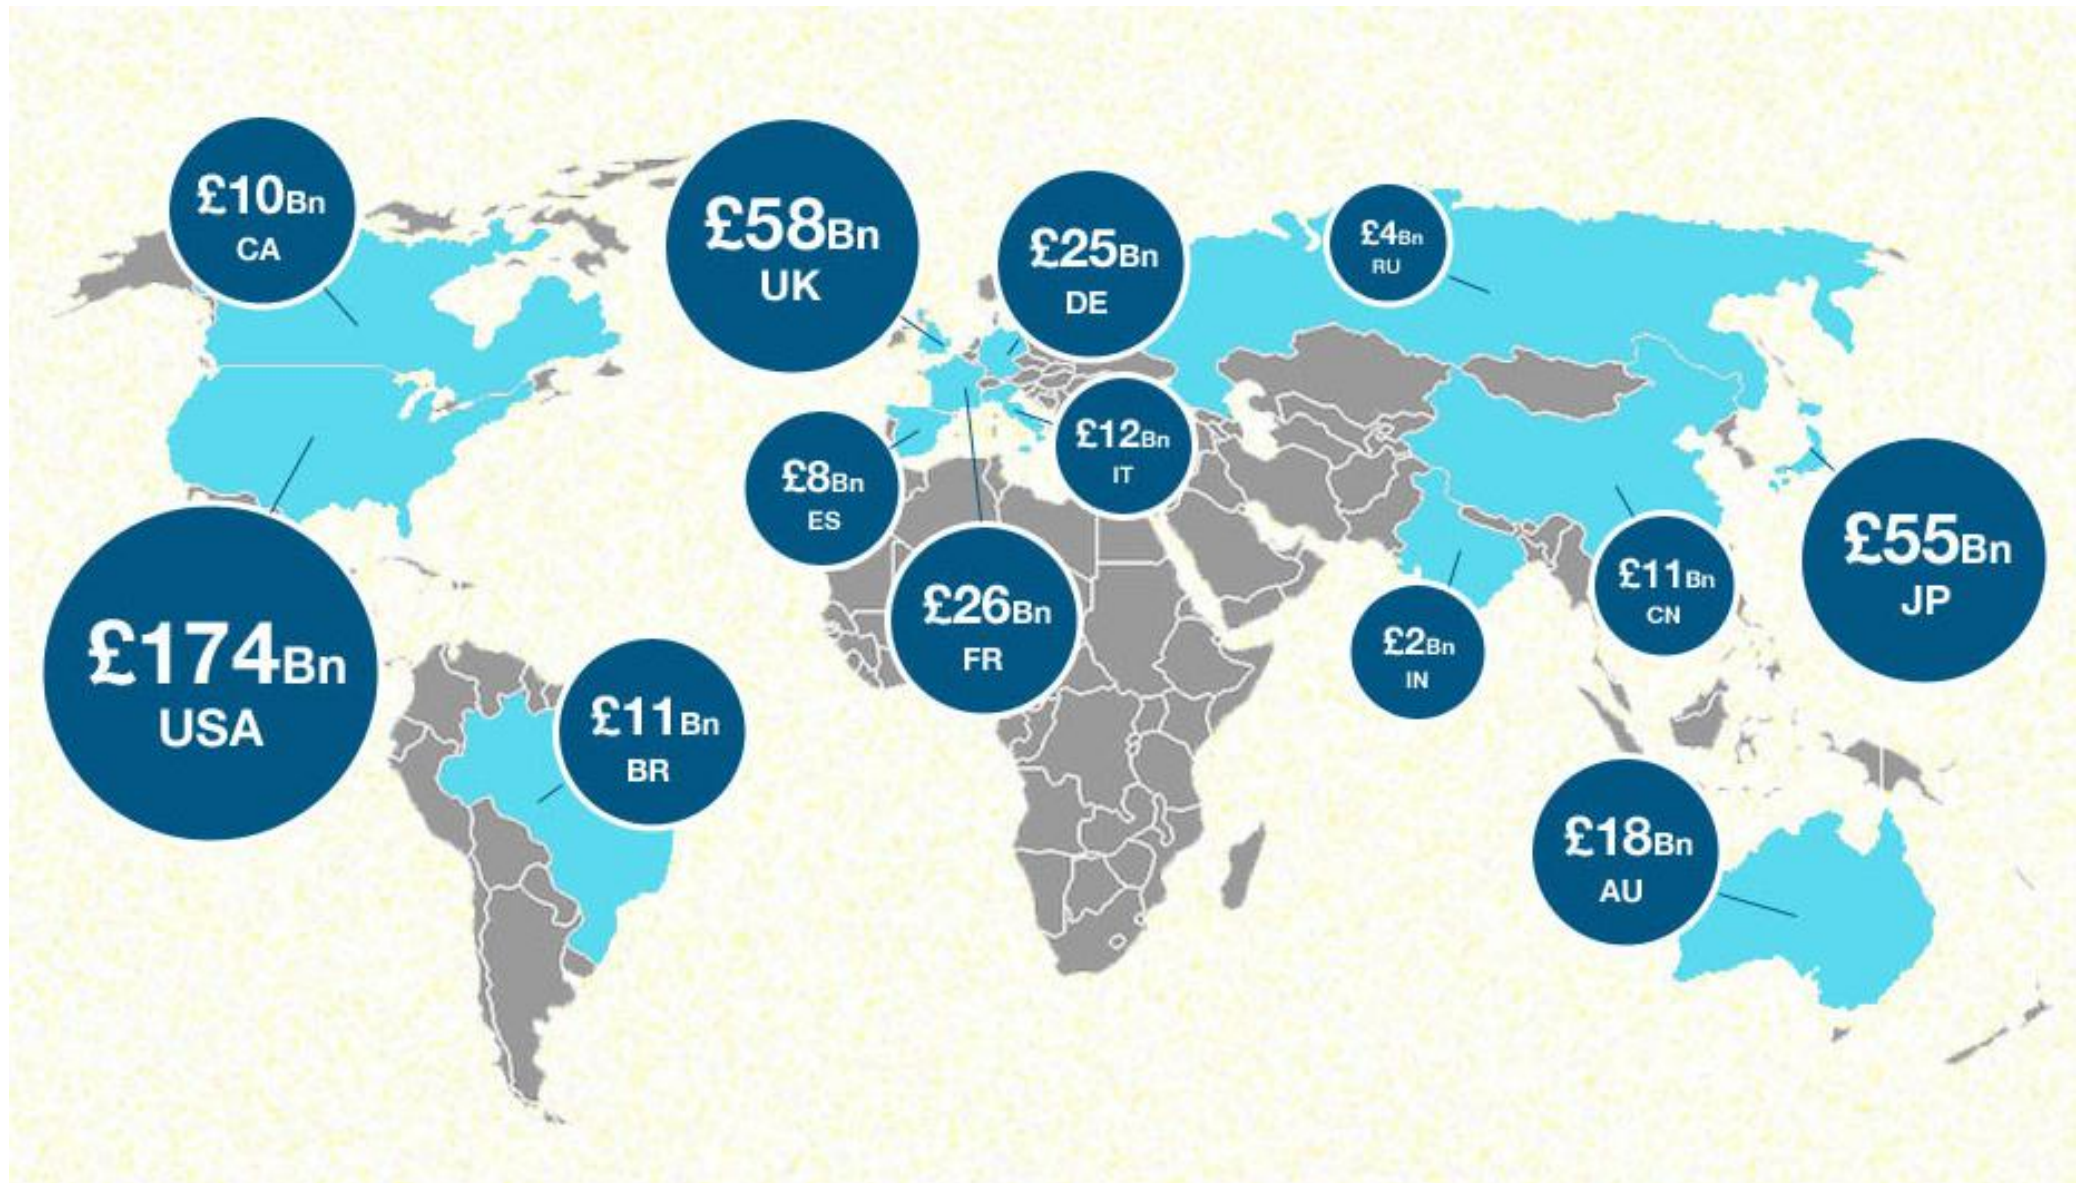 £10Bn
CA
£58Bn
UK
£25Bn
DE
£4Bn
RU
£8Bn
ES
£12Bn
IT
£55Bn
JP
£174Bn
USA
£26Bn
FR
£11Bn
CN
£2Bn
IN
£11Bn
BR
£18Bn
AU